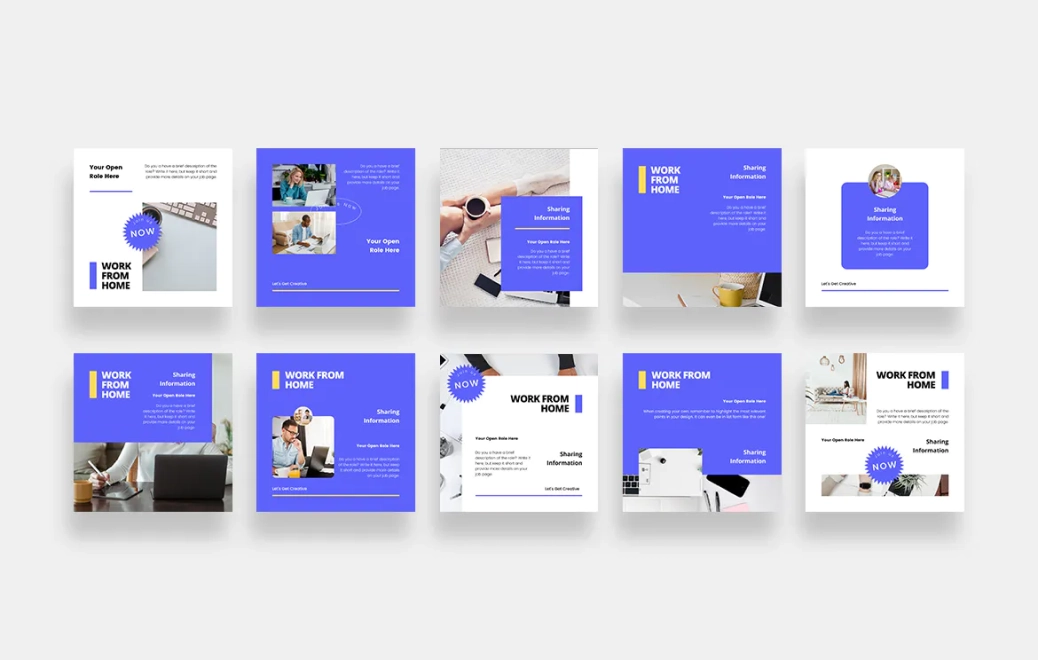 Your Open
Role Here
Do you a have a brief description of the
role? Write it here, but keep it short and
provide more details on your job page.
NOW
WORK
FROM
HOME
Do you a have a brief
description of the role? Write it
here, but keep it short and
provide more details on your
job page.
NOW
Your Open
Role Here
Let's Get Creative
Sharing
Information
Your Open Role Here
Do you a have a brief
description of the role? Write
it here, but keep it short and
provide more details on your
job page.
WORK
FROM
HOME
Sharing
Information
Your Open Role Here
Do you a have a brief
description of the role? Write it
here, but keep it short and
provide more details on your
job page.
Sharing
Information
Do you a have a brief
description of the role? Write it
here, but keep it short and
provide more details on your
job page.
Let's Get Creative
WORK
FROM
HOME
Sharing
Information
Your Open Role Here
Do you a have a brief
description of the role? Write
it here, but keep it short and
provide more details on your
job page.
WORK FROM
HOME
Sharing
Information
Your Open Role Here
Do you a have a brief description
of the role? Write it here, but keep
it short and provide more details
on your job page.
Let's Get Creative
NOW
WORK FROM
HOME
Your Open Role Here
Do you a have a brief
description of the role? Write it
here, but keep it short and
provide more details on your
job page.
Sharing
Information
Let's Get Creative
WORK FROM
HOME
Your Open Role Here
When creating your own, remember to highlight the most relevant
points in your design. It can even be in list form like this one!
Sharing
Information
WORK FROM
HOME
Do you a have a brief description of the
role? Write it here, but keep it short and
provide more details on your job page.
Your Open Role Here
Sharing
Information
NOW